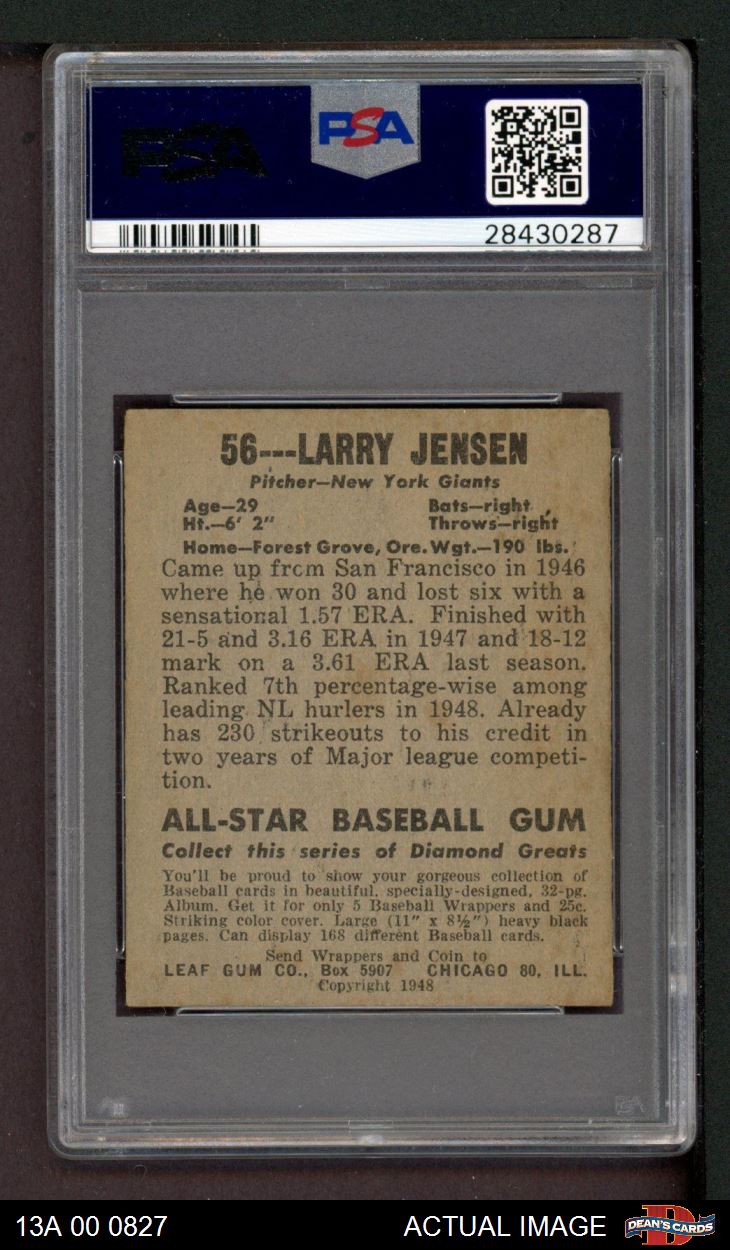 PSA
PSA
28430287
56---LARRY JENSEN
Pitcher—New York Giants
Age—29 Bats—right
Ht.—6' 2" Throws—right
Home—Forest Grove, Ore. Wgt.—190 lbs.
Came up frcm San Francisco in 1946
where he won 30 and lost six with a
sensational 1.57 ERA. Finished with
21-5 and 3.16 ERA in 1947 and 18-12
mark on a 3.61 ERA last season.
Ranked 7th percentage-wise among
leading NL hurlers in 1948. Already
has 230 strikeouts to his credit in
two years of Major league competi-
tion.
ALL-STAR BASEBALL GUM
Collect this series of Diamond Greats
You'll be proud to show your gorgeous collection of
Baseball cards in beautiful, specially-designed, 32-pg.
Album. Get it for only 5 Baseball Wrappers and 25c.
Striking color cover. Large (11" x 8½") heavy black
pages. Can display 168 different Baseball cards.
Send Wrappers and Coin to
LEAF GUM CO., Box 5907 CHICAGO 80, ILL.
Copyright 1948
13A 00 0827 ACTUAL IMAGE DEAN'S CARDS